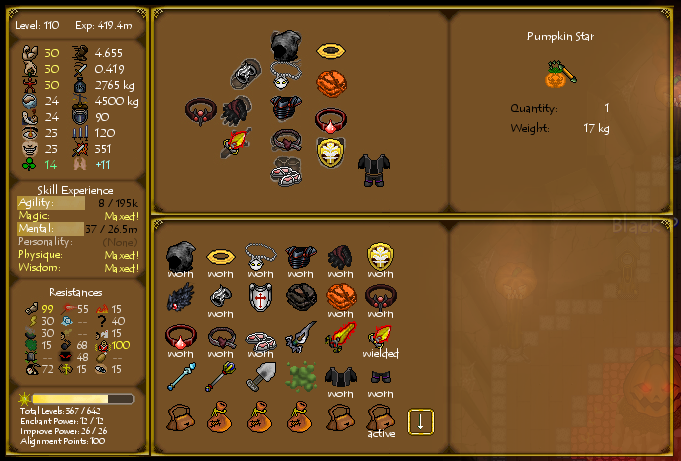 Level: 110 Exp: 419.4m
30 4.655
30 0.419
30 2765 kg
24 4500 kg
24 90
23 120
23 351
14 +11
Skill Experience
Agility: 8 / 195k
Magic: Maxed!
Mental: 37 / 26.5m
Personality: (None)
Physique: Maxed!
Wisdom: Maxed!
Resistances
99 55 15
30 -- 40
30 -- 15
15 68 100
-- 48 --
72 15 15
Total Levels: 367 / 642
Enchant Power: 12 / 12
Improve Power: 26 / 26
Alignment Points: 100
Pumpkin Star
Quantity: 1
Weight: 17 kg
Black
worn worn worn worn worn worn
worn worn worn worn worn
worn worn worn wielded
worn worn
active